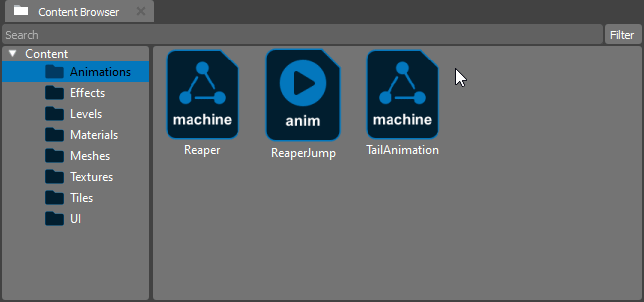 Content Browser
Search
Filter
Content
Animations
Effects
Levels
Materials
Meshes
Textures
Tiles
UI
machine
anim
machine
Reaper
ReaperJump
TailAnimation